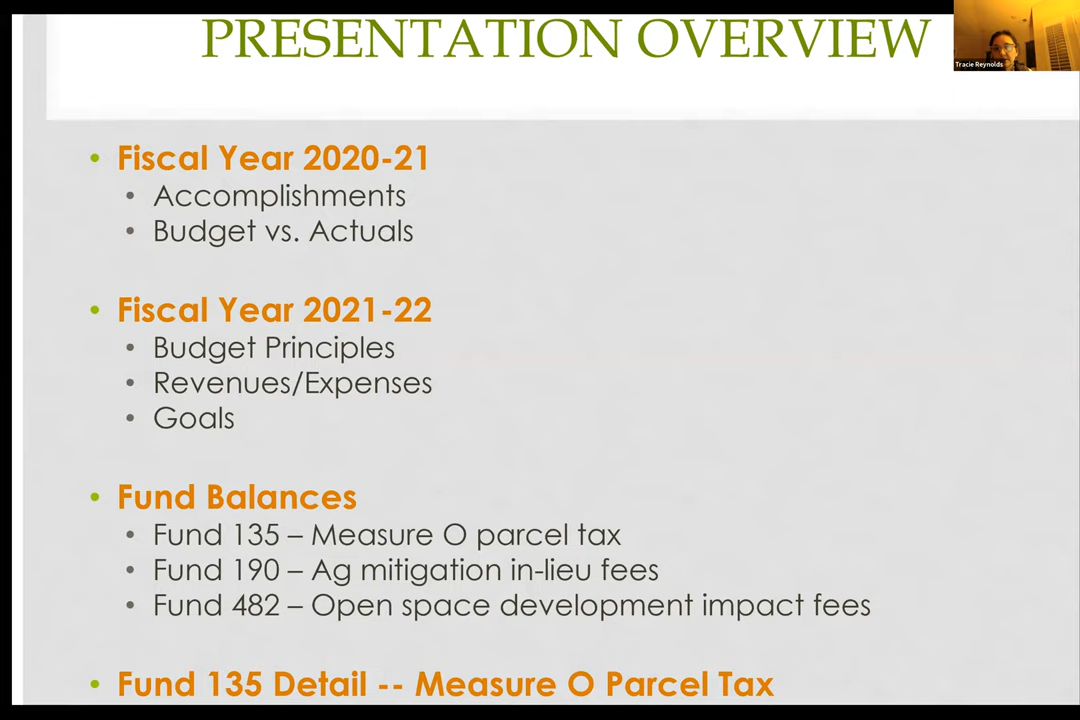 PRESENTATION OVERVIEW
Tracie Reynolds
• Fiscal Year 2020-21
• Accomplishments
• Budget vs. Actuals
• Fiscal Year 2021-22
• Budget Principles
• Revenues/Expenses
• Goals
• Fund Balances
• Fund 135 – Measure O parcel tax
• Fund 190 – Ag mitigation in-lieu fees
• Fund 482 – Open space development impact fees
• Fund 135 Detail -- Measure O Parcel Tax